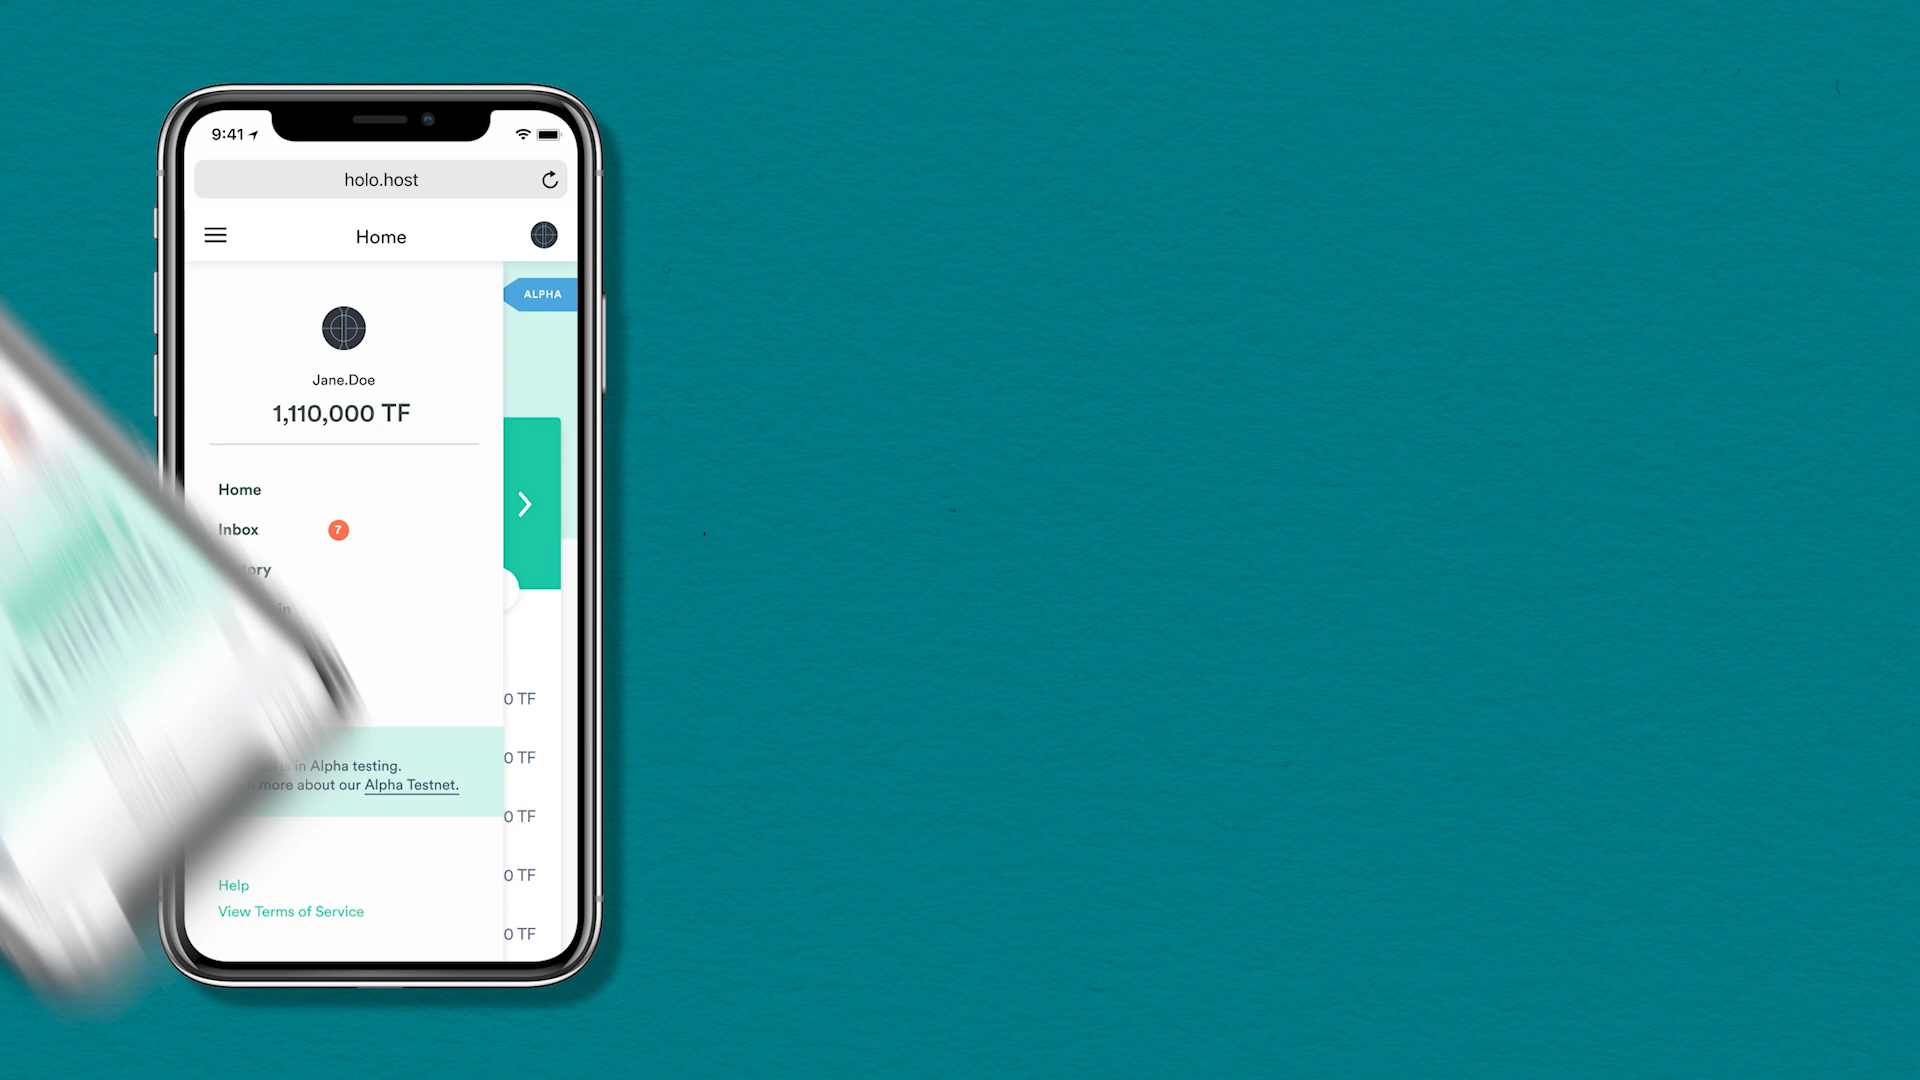 9:41
holo.host
Home
ALPHA
Jane.Doe
1,110,000 TF
Home
Inbox 7
0 TF
0 TF
in Alpha testing.
more about our Alpha Testnet.
0 TF
0 TF
Help
View Terms of Service
0 TF